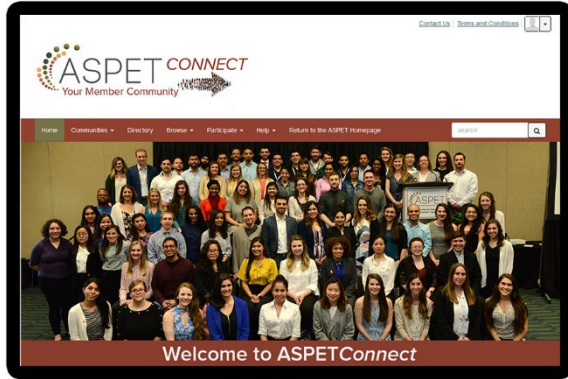 Contact Us | Terms and Conditions
ASPET CONNECT
Your Member Community
Home Communities Directory Browse Participate Help Return to the ASPET Homepage
search
ASPET
Welcome to ASPETConnect